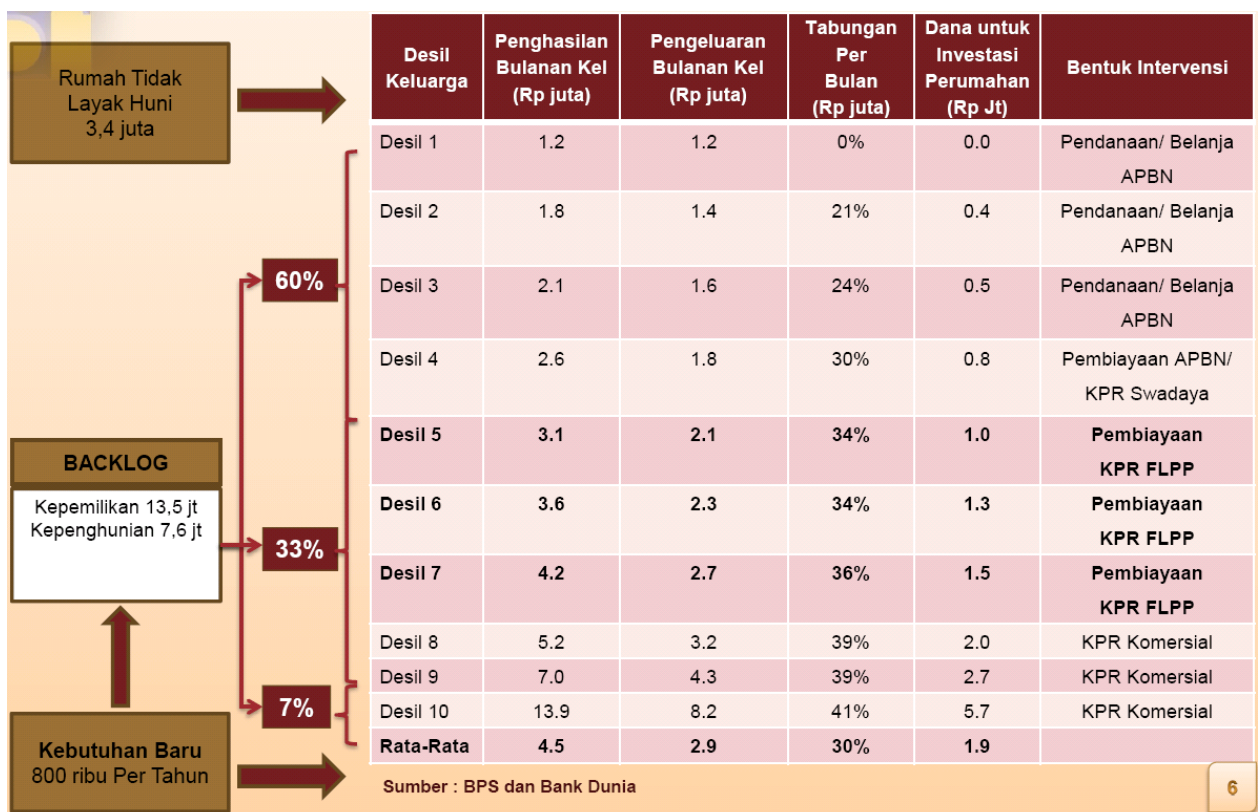 Rumah Tidak
Layak Huni
3,4 juta
60%
BACKLOG
Kepemilikan 13,5 jt
Kepenghunian 7,6 jt
33%
7%
Kebutuhan Baru
800 ribu Per Tahun
Desil
Keluarga
Penghasilan
Bulanan Kel
(Rp juta)
Pengeluaran
Bulanan Kel
(Rp juta)
Tabungan
Per
Bulan
(Rp juta)
Dana untuk
Investasi
Perumahan
(Rp Jt)
Bentuk Intervensi
Desil 1 1.2 1.2 0% 0.0 Pendanaan/ Belanja
APBN
Desil 2 1.8 1.4 21% 0.4 Pendanaan/ Belanja
APBN
Desil 3 2.1 1.6 24% 0.5 Pendanaan/ Belanja
APBN
Desil 4 2.6 1.8 30% 0.8 Pembiayaan APBN/
KPR Swadaya
Desil 5 3.1 2.1 34% 1.0 Pembiayaan
KPR FLPP
Desil 6 3.6 2.3 34% 1.3 Pembiayaan
KPR FLPP
Desil 7 4.2 2.7 36% 1.5 Pembiayaan
KPR FLPP
Desil 8 5.2 3.2 39% 2.0 KPR Komersial
Desil 9 7.0 4.3 39% 2.7 KPR Komersial
Desil 10 13.9 8.2 41% 5.7 KPR Komersial
Rata-Rata 4.5 2.9 30% 1.9
Sumber : BPS dan Bank Dunia
6